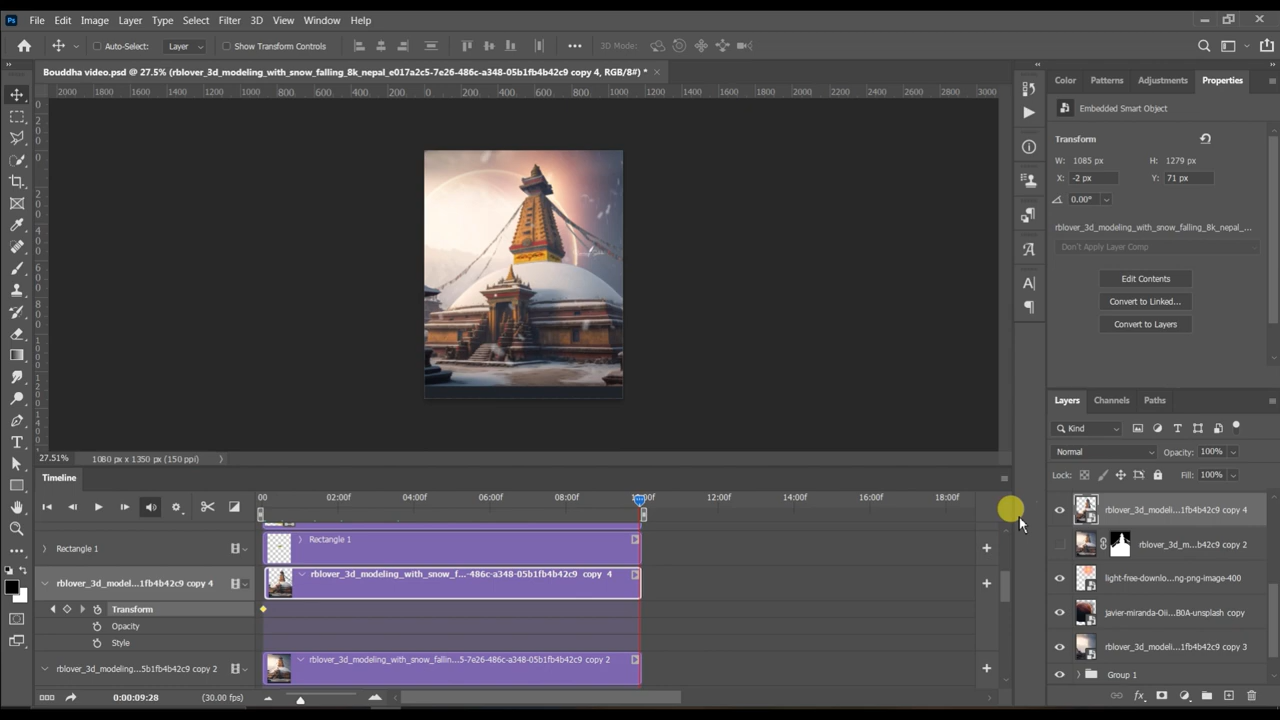 File Edit Image Layer Type Select Filter 3D View Window Help
Auto-Select: Layer Show Transform Controls 3D Mode:
Bouddha video.psd @ 27.5% (rblover_3d_modeling_with_snow_falling_8k_nepal_e017a2c5-7e26-486c-a348-05b1fb4b42c9 copy 4, RGB/8#) *
2000 1800 1600 1400 1200 1000 800 600 400 200 0 200 400 600 800 1000 1200 1400 1600 1800 2000 2200 2400 2600 2800 3000
Color Patterns Adjustments Properties
Embedded Smart Object
Transform
W: 1085 px H: 1279 px
X: -2 px Y: 71 px
0.00°
rblover_3d_modeling_with_snow_falling_8k_nepal_...
Don't Apply Layer Comp
Edit Contents
Convert to Linked...
Convert to Layers
27.51% 1080 px x 1350 px (150 ppi)
Timeline
00 02:00f 04:00f 06:00f 08:00f 12:00f 14:00f 16:00f 18:00f
Rectangle 1 Rectangle 1
rblover_3d_model...1fb4b42c9 copy 4 rblover_3d_modeling_with_snow_f...-486c-a348-05b1fb4b42c9 copy 4
Transform
Opacity
Style
rblover_3d_modeling...5b1fb42c9 copy 2 rblover_3d_modeling_with_snow_fallin...5-7e26-486c-a348-05b1fb4b42c9 copy 2
0:00:09:28 (30.00 fps)
Layers Channels Paths
Kind
Normal Opacity: 100%
Lock: Fill: 100%
rblover_3d_modeli...1fb4b42c9 copy 4
rblover_3d_m...b42c9 copy 2
light-free-downlo...ng-png-image-400
javier-miranda-Oii...B0A-unsplash copy
rblover_3d_modeli...1fb4b42c9 copy 3
Group 1